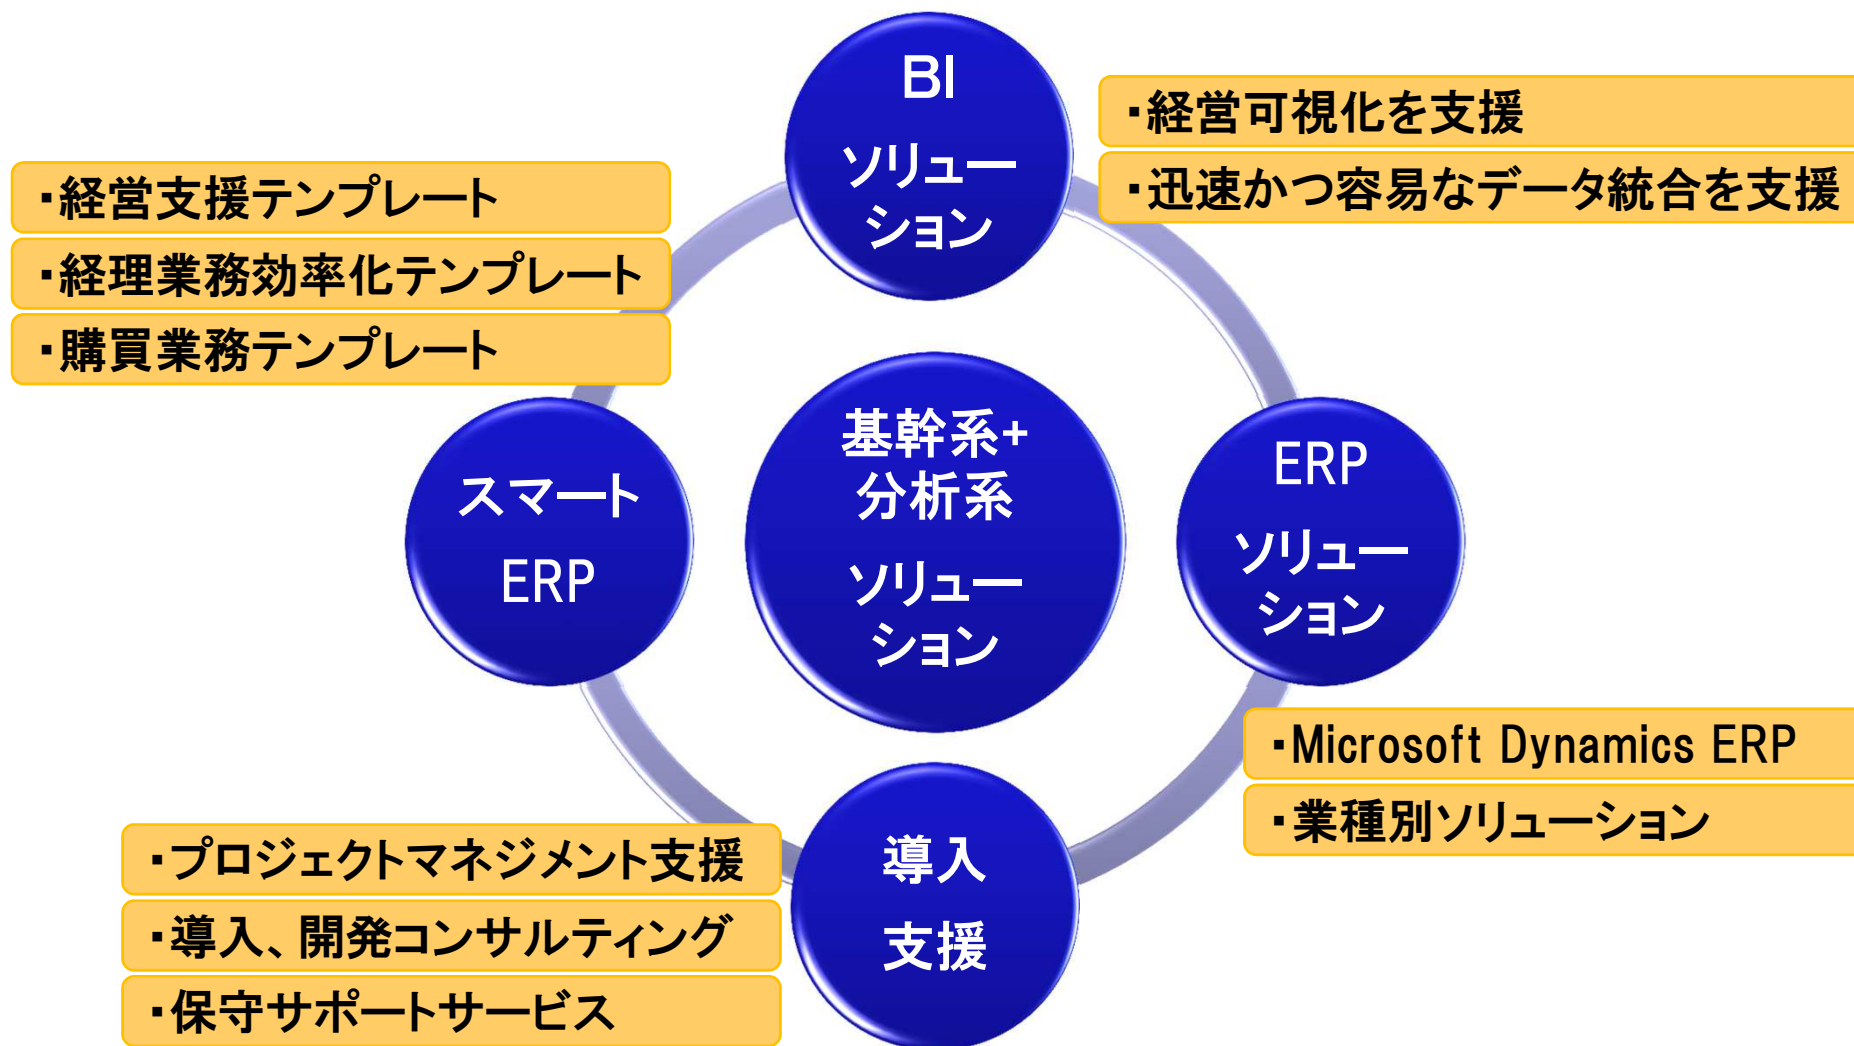 BI
ソリュー
ション
・経営可視化を支援
・迅速かつ容易なデータ統合を支援
・経営支援テンプレート
・経理業務効率化テンプレート
・購買業務テンプレート
スマート
ERP
基幹系+
分析系
ソリュー
ション
ERP
ソリュー
ション
・Microsoft Dynamics ERP
・業種別ソリューション
導入
支援
・プロジェクトマネジメント支援
・導入、開発コンサルティング
・保守サポートサービス